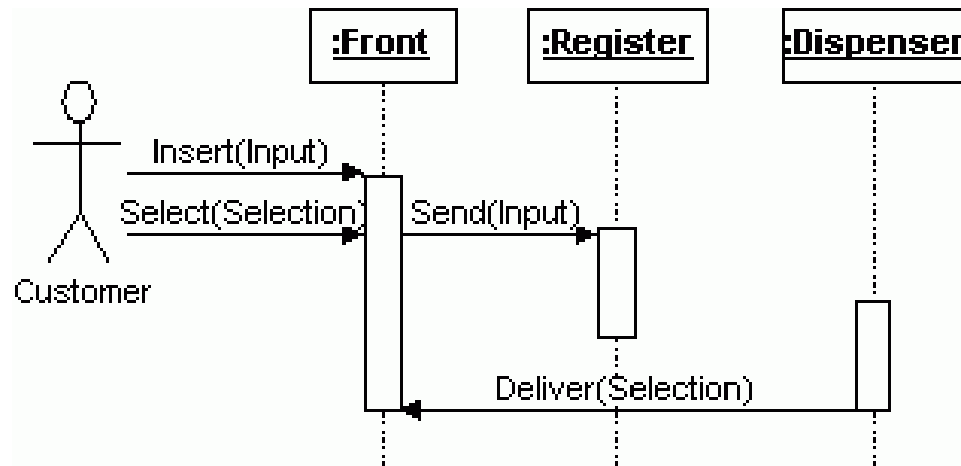 :Front
:Register
:Dispenser
Insert(Input)
Select(Selection)
Send(Input)
Customer
Deliver(Selection)